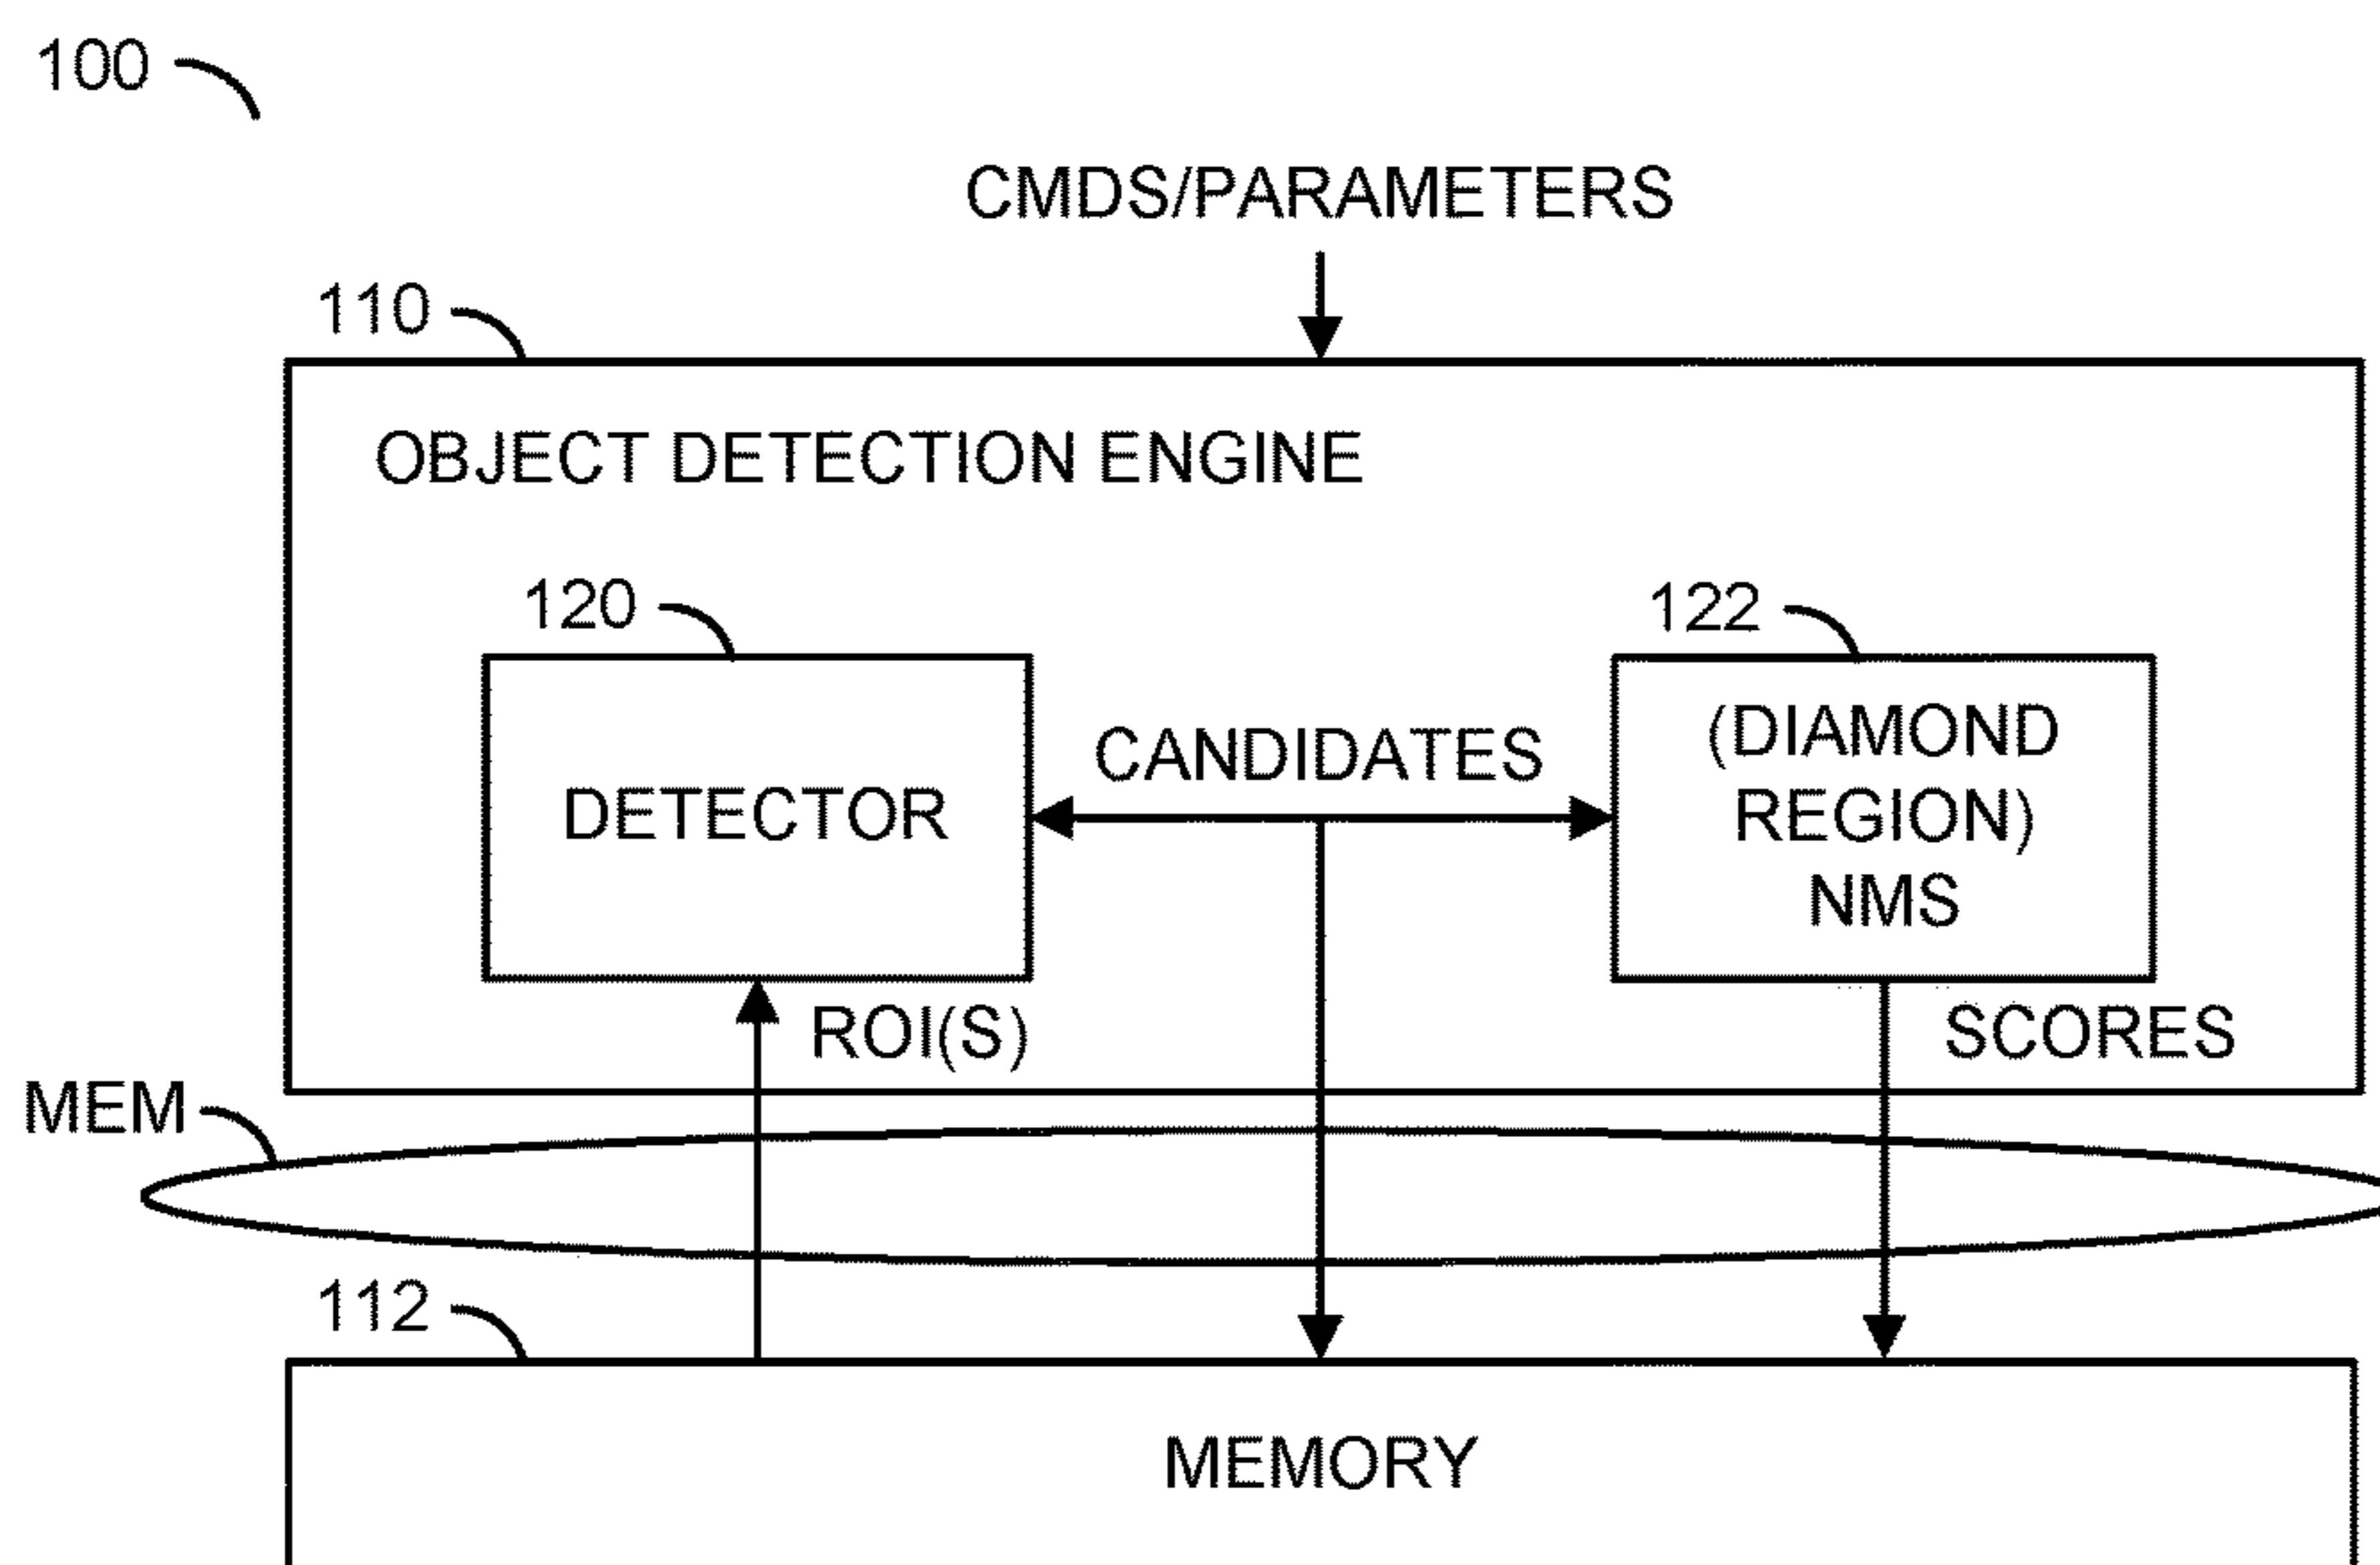 100
CMDS/PARAMETERS
110
OBJECT DETECTION ENGINE
120
122
DETECTOR
CANDIDATES
(DIAMOND
REGION)
NMS
ROI(S)
SCORES
MEM
112
MEMORY